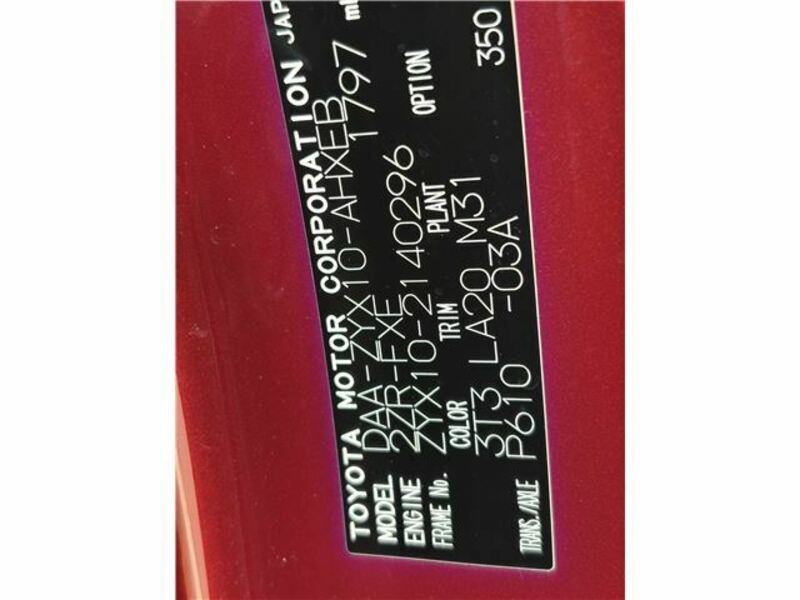 TOYOTA MOTOR CORPORATION JAP
MODEL DAA-ZYX10-AHXEB
ENGINE 2ZR-FXE 1797 ml
FRAME No. ZYX10-2140296
COLOR TRIM PLANT OPTION
3T3 LA20 M31
TRANS./AXLE P610 -03A 350